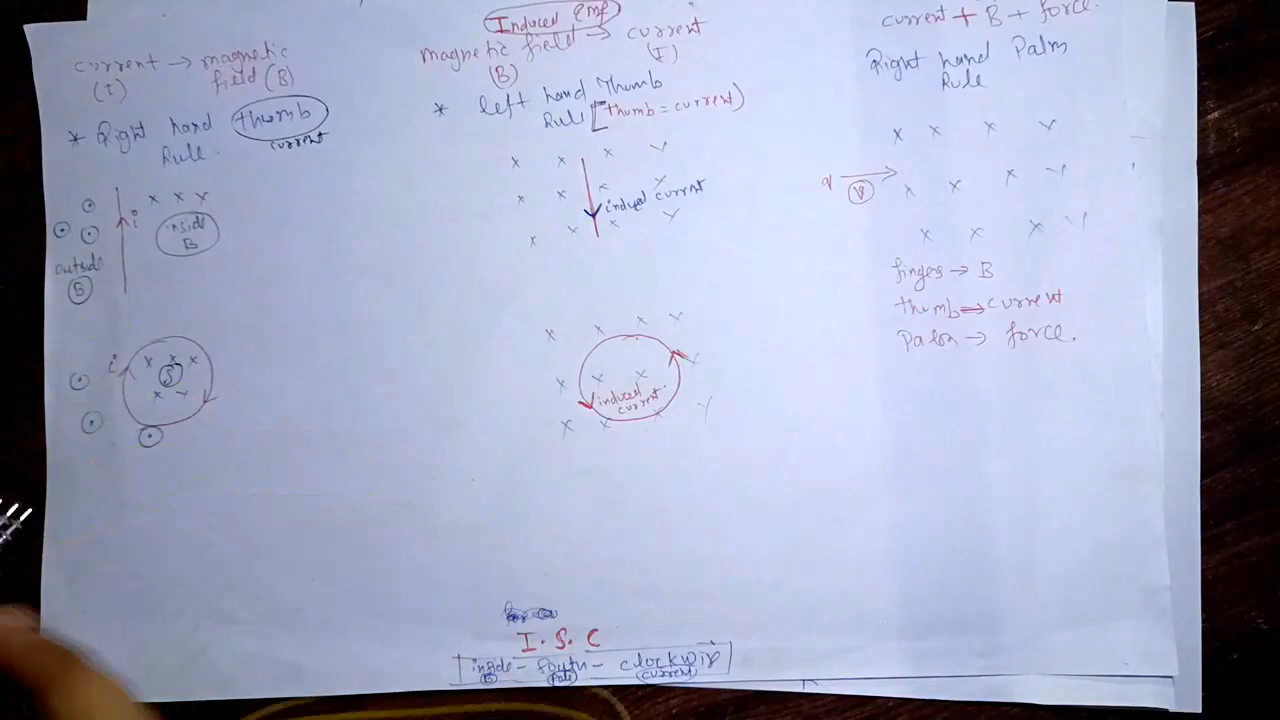 current → magnetic
(I) field (B)
* Right hand thumb
current
Rule.
× × ×
i
inside
B
outside
B
i
× × ×
S
× ×
Induced emf
magnetic field → current
(B) (I)
* left hand Thumb
Rule [thumb = current)
× × × ×
× × × ×
induced current
× × × ×
× × × ×
× × × ×
induced
current
× × × ×
current + B + force.
Right hand Palm
Rule
× × × ×
q → V
× × × ×
× × × ×
fingers → B
thumb → current
Palm → force.
I. S. C
inside - South - clockwise
B Pole current